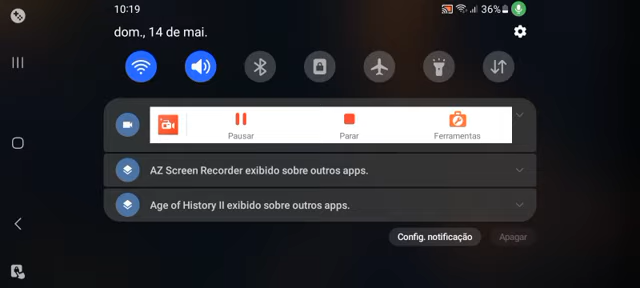 10:19
36%
dom., 14 de mai.
Pausar
Parar
Ferramentas
AZ Screen Recorder exibido sobre outros apps.
Age of History II exibido sobre outros apps.
Config. notificação
Apagar